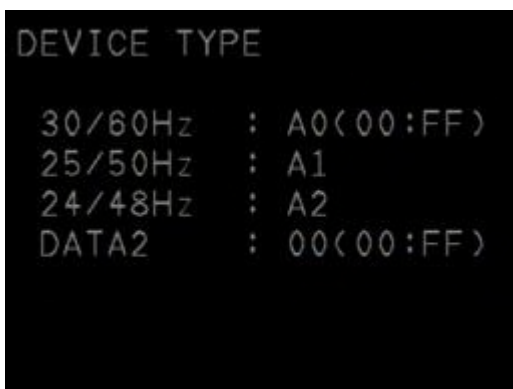 DEVICE TYPE
30/60Hz : A0(00:FF)
25/50Hz : A1
24/48Hz : A2
DATA2 : 00(00:FF)